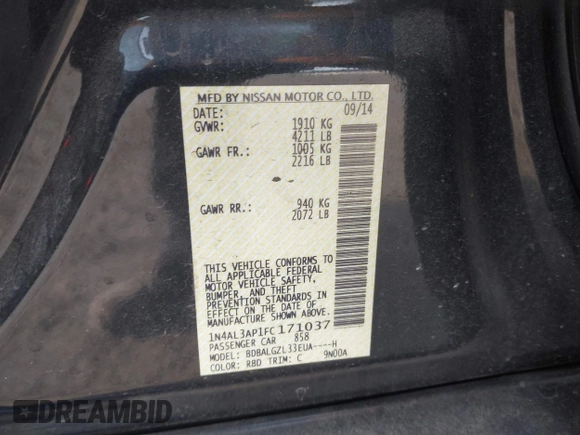 MFD BY NISSAN MOTOR CO., LTD.
DATE: 09/14
GVWR: 1910 KG
4211 LB
GAWR FR.: 1005 KG
2216 LB
GAWR RR.: 940 KG
2072 LB
THIS VEHICLE CONFORMS TO
ALL APPLICABLE FEDERAL
MOTOR VEHICLE SAFETY,
BUMPER, AND THEFT
PREVENTION STANDARDS IN
EFFECT ON THE DATE OF
MANUFACTURE SHOWN ABOVE.
1N4AL3AP1FC171037
PASSENGER CAR 858
MODEL: BDBALGZL33EUA----H
COLOR: RBD TRIM: C 9N00A
DREAMBID